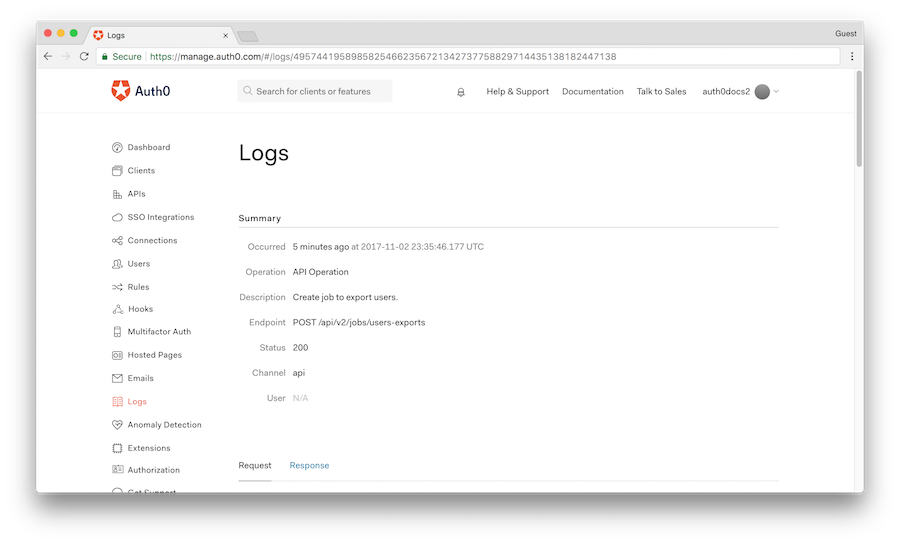 Logs
Guest
Secure https://manage.auth0.com/#/logs/49574419589858254662356721342737758829714435138182447138
Auth0
Search for clients or features
Help & Support
Documentation
Talk to Sales
auth0docs2
Dashboard
Clients
APIs
SSO Integrations
Connections
Users
Rules
Hooks
Multifactor Auth
Hosted Pages
Emails
Logs
Anomaly Detection
Extensions
Authorization
Get Support
Logs
Summary
Occurred 5 minutes ago at 2017-11-02 23:35:46.177 UTC
Operation API Operation
Description Create job to export users.
Endpoint POST /api/v2/jobs/users-exports
Status 200
Channel api
User N/A
Request Response